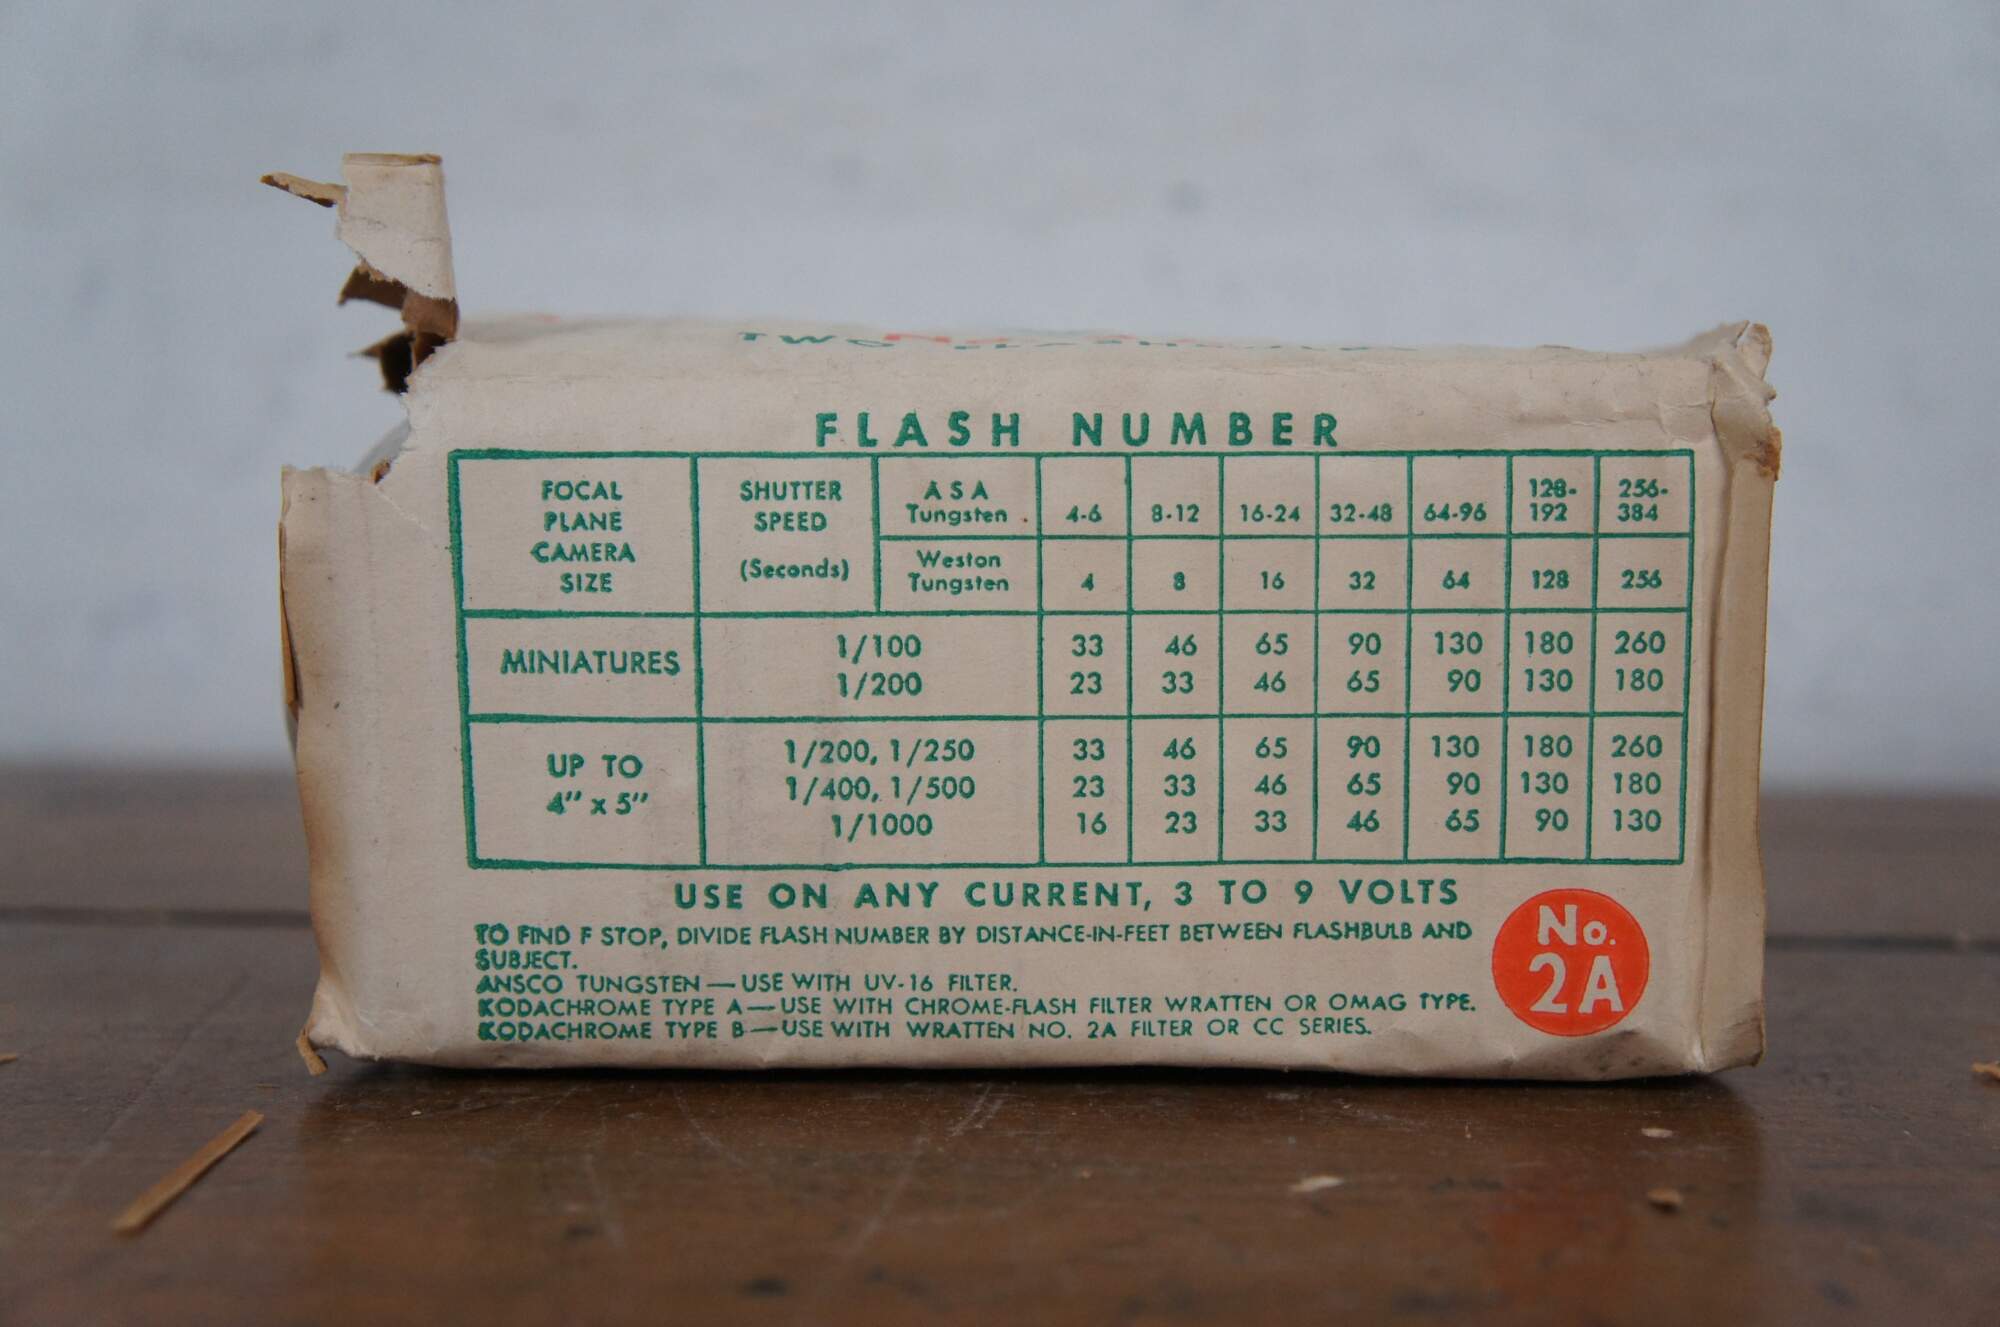 TWO
FLASH NUMBER
FOCAL PLANE CAMERA SIZE SHUTTER SPEED (Seconds) ASA Tungsten 4-6 8-12 16-24 32-48 64-96 128-192 256-384
Weston Tungsten 4 8 16 32 64 128 256
MINIATURES 1/100 33 46 65 90 130 180 260
1/200 23 33 46 65 90 130 180
UP TO 4" x 5" 1/200, 1/250 33 46 65 90 130 180 260
1/400, 1/500 23 33 46 65 90 130 180
1/1000 16 23 33 46 65 90 130
USE ON ANY CURRENT, 3 TO 9 VOLTS
TO FIND F STOP, DIVIDE FLASH NUMBER BY DISTANCE-IN-FEET BETWEEN FLASHBULB AND
SUBJECT.
ANSCO TUNGSTEN — USE WITH UV-16 FILTER.
KODACHROME TYPE A — USE WITH CHROME-FLASH FILTER WRATTEN OR OMAG TYPE.
KODACHROME TYPE B — USE WITH WRATTEN NO. 2A FILTER OR CC SERIES.
No.
2A